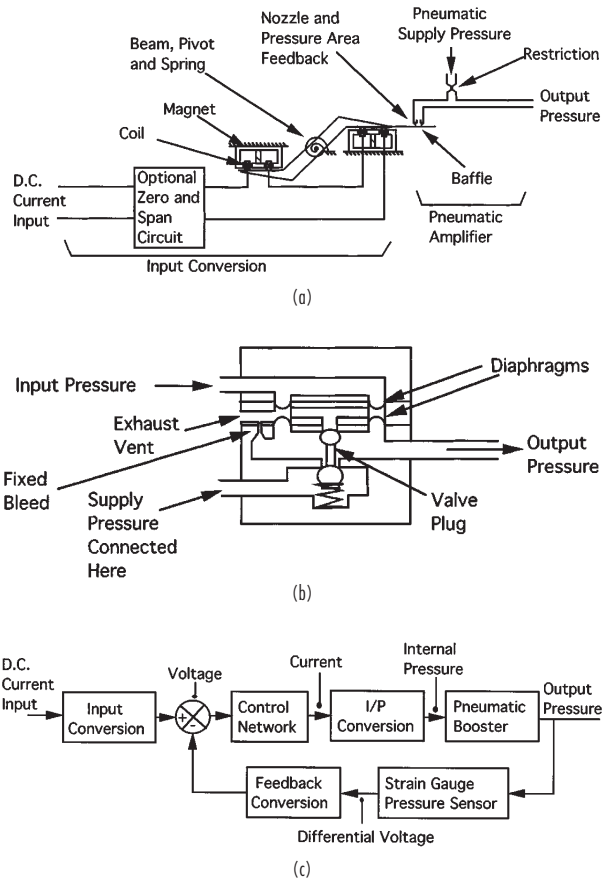 Pneumatic
Supply Pressure
Nozzle and
Pressure Area
Feedback
Restriction
Beam, Pivot
and Spring
Output
Pressure
Magnet
Coil
N
N
Baffle
D.C.
Current
Input
Optional
Zero and
Span
Circuit
Pneumatic
Amplifier
Input Conversion
(a)
Input Pressure
Diaphragms
Exhaust
Vent
Output
Pressure
Fixed
Bleed
Supply
Pressure
Connected
Here
Valve
Plug
(b)
D.C.
Current
Input
Voltage
Current
Internal
Pressure
Output
Pressure
Input
Conversion
+
-
Control
Network
I/P
Conversion
Pneumatic
Booster
Feedback
Conversion
Strain Gauge
Pressure Sensor
Differential Voltage
(c)